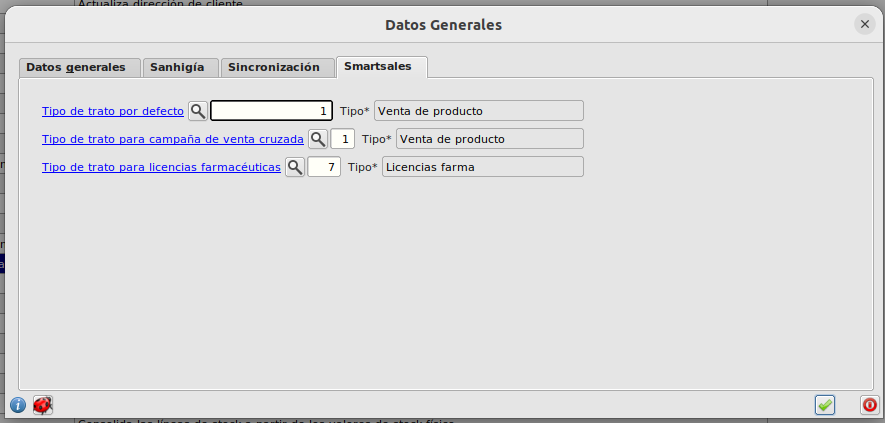 Actualiza dirección de cliente
Datos Generales
Datos generales Sanhigía Sincronización Smartsales
Tipo de trato por defecto 1 Tipo* Venta de producto
Tipo de trato para campaña de venta cruzada 1 Tipo* Venta de producto
Tipo de trato para licencias farmacéuticas 7 Tipo* Licencias farma
Consolida las líneas de stock a partir de los valores de stock físico